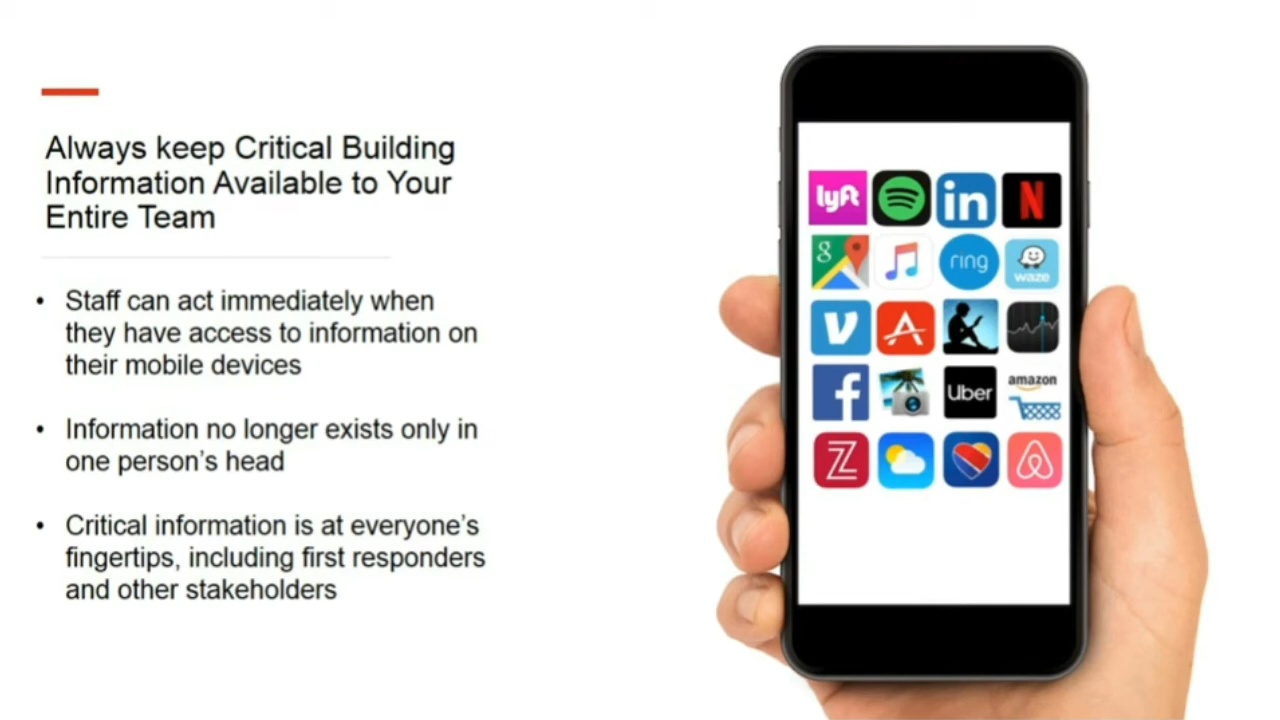 Always keep Critical Building
Information Available to Your
Entire Team
• Staff can act immediately when
they have access to information on
their mobile devices
• Information no longer exists only in
one person's head
• Critical information is at everyone's
fingertips, including first responders
and other stakeholders
lyft
in
N
g
ring
waze
f
Uber
amazon
Z